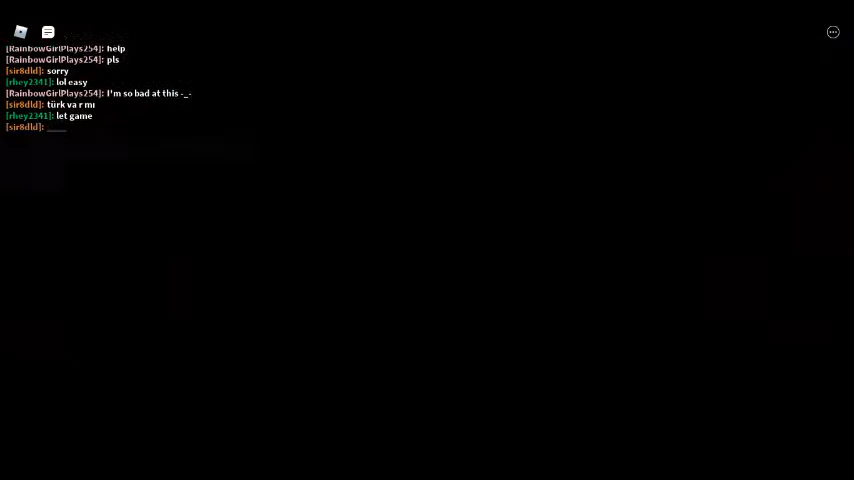 [RainbowGirlPlays254]: help
[RainbowGirlPlays254]: pls
[sir8dld]: sorry
[rhey2341]: lol easy
[RainbowGirlPlays254]: I'm so bad at this -_-
[sir8dld]: türk va r mı
[rhey2341]: let game
[sir8dld]: ____